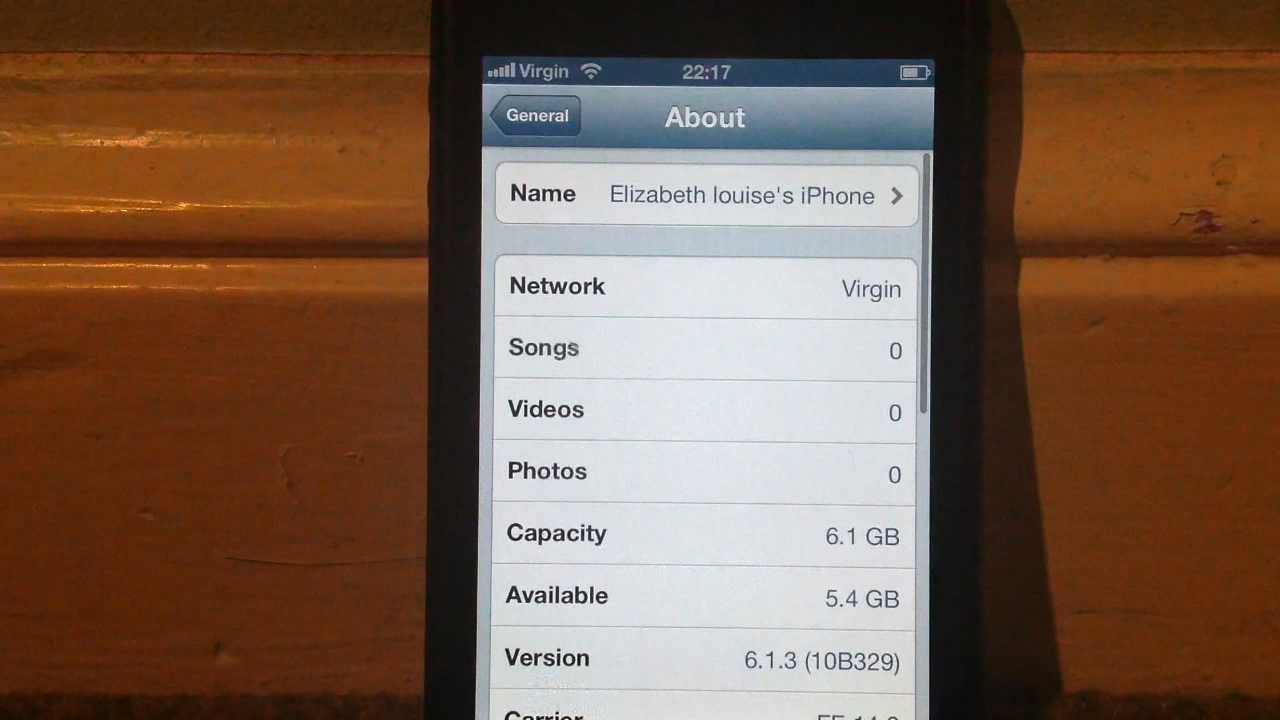 Virgin 22:17
General About
Name Elizabeth louise's iPhone
Network Virgin
Songs 0
Videos 0
Photos 0
Capacity 6.1 GB
Available 5.4 GB
Version 6.1.3 (10B329)
Carrier